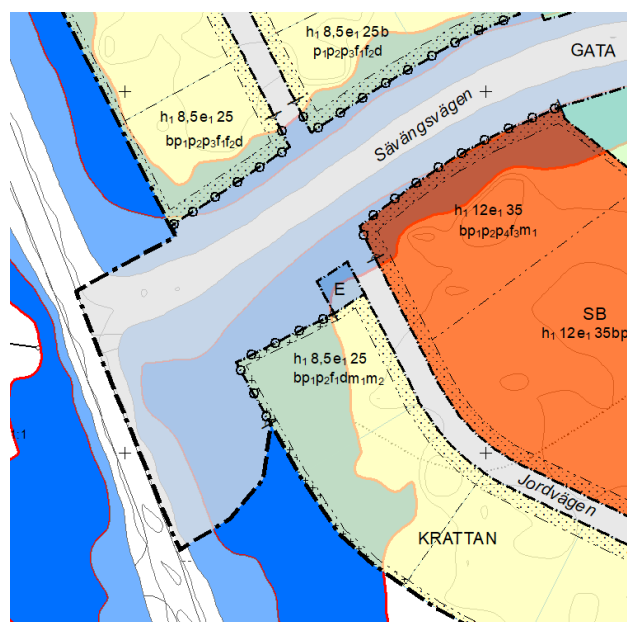 h₁ 8,5e₁ 25b
p₁p₂p₃f₁f₂d
GATA
h₁ 8,5e₁ 25
bp₁p₂p₃f₁f₂d
Sävängsvägen
h₁ 12e₁ 35
bp₁p₂p₄f₃m₁
E
SB
h₁ 12e₁ 35bp
h₁ 8,5e₁ 25
bp₁p₂f₁dm₁m₂
:1
Jordvägen
KRATTAN